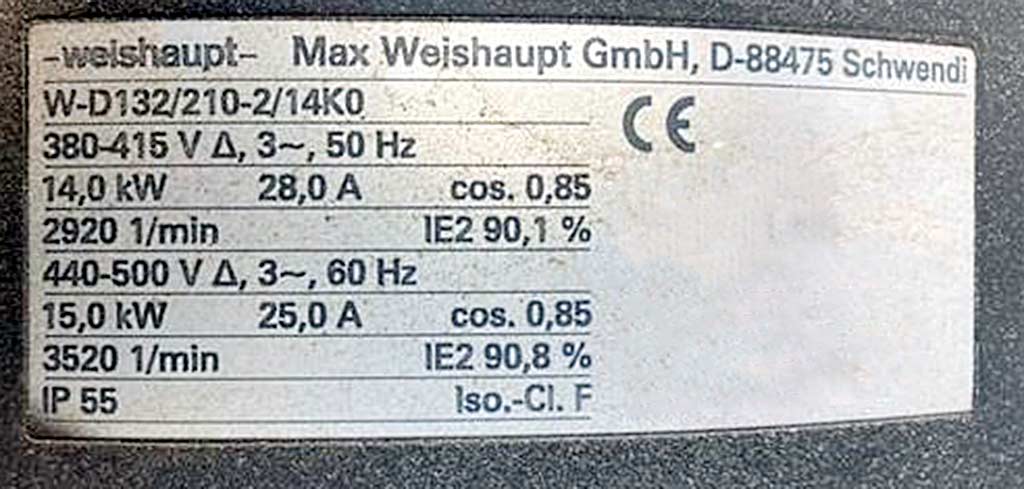 -weishaupt- Max Weishaupt GmbH, D-88475 Schwendi
W-D132/210-2/14K0 CE
380-415 V Δ, 3~, 50 Hz
14,0 kW 28,0 A cos. 0,85
2920 1/min IE2 90,1 %
440-500 V Δ, 3~, 60 Hz
15,0 kW 25,0 A cos. 0,85
3520 1/min IE2 90,8 %
IP 55 Iso.-Cl. F